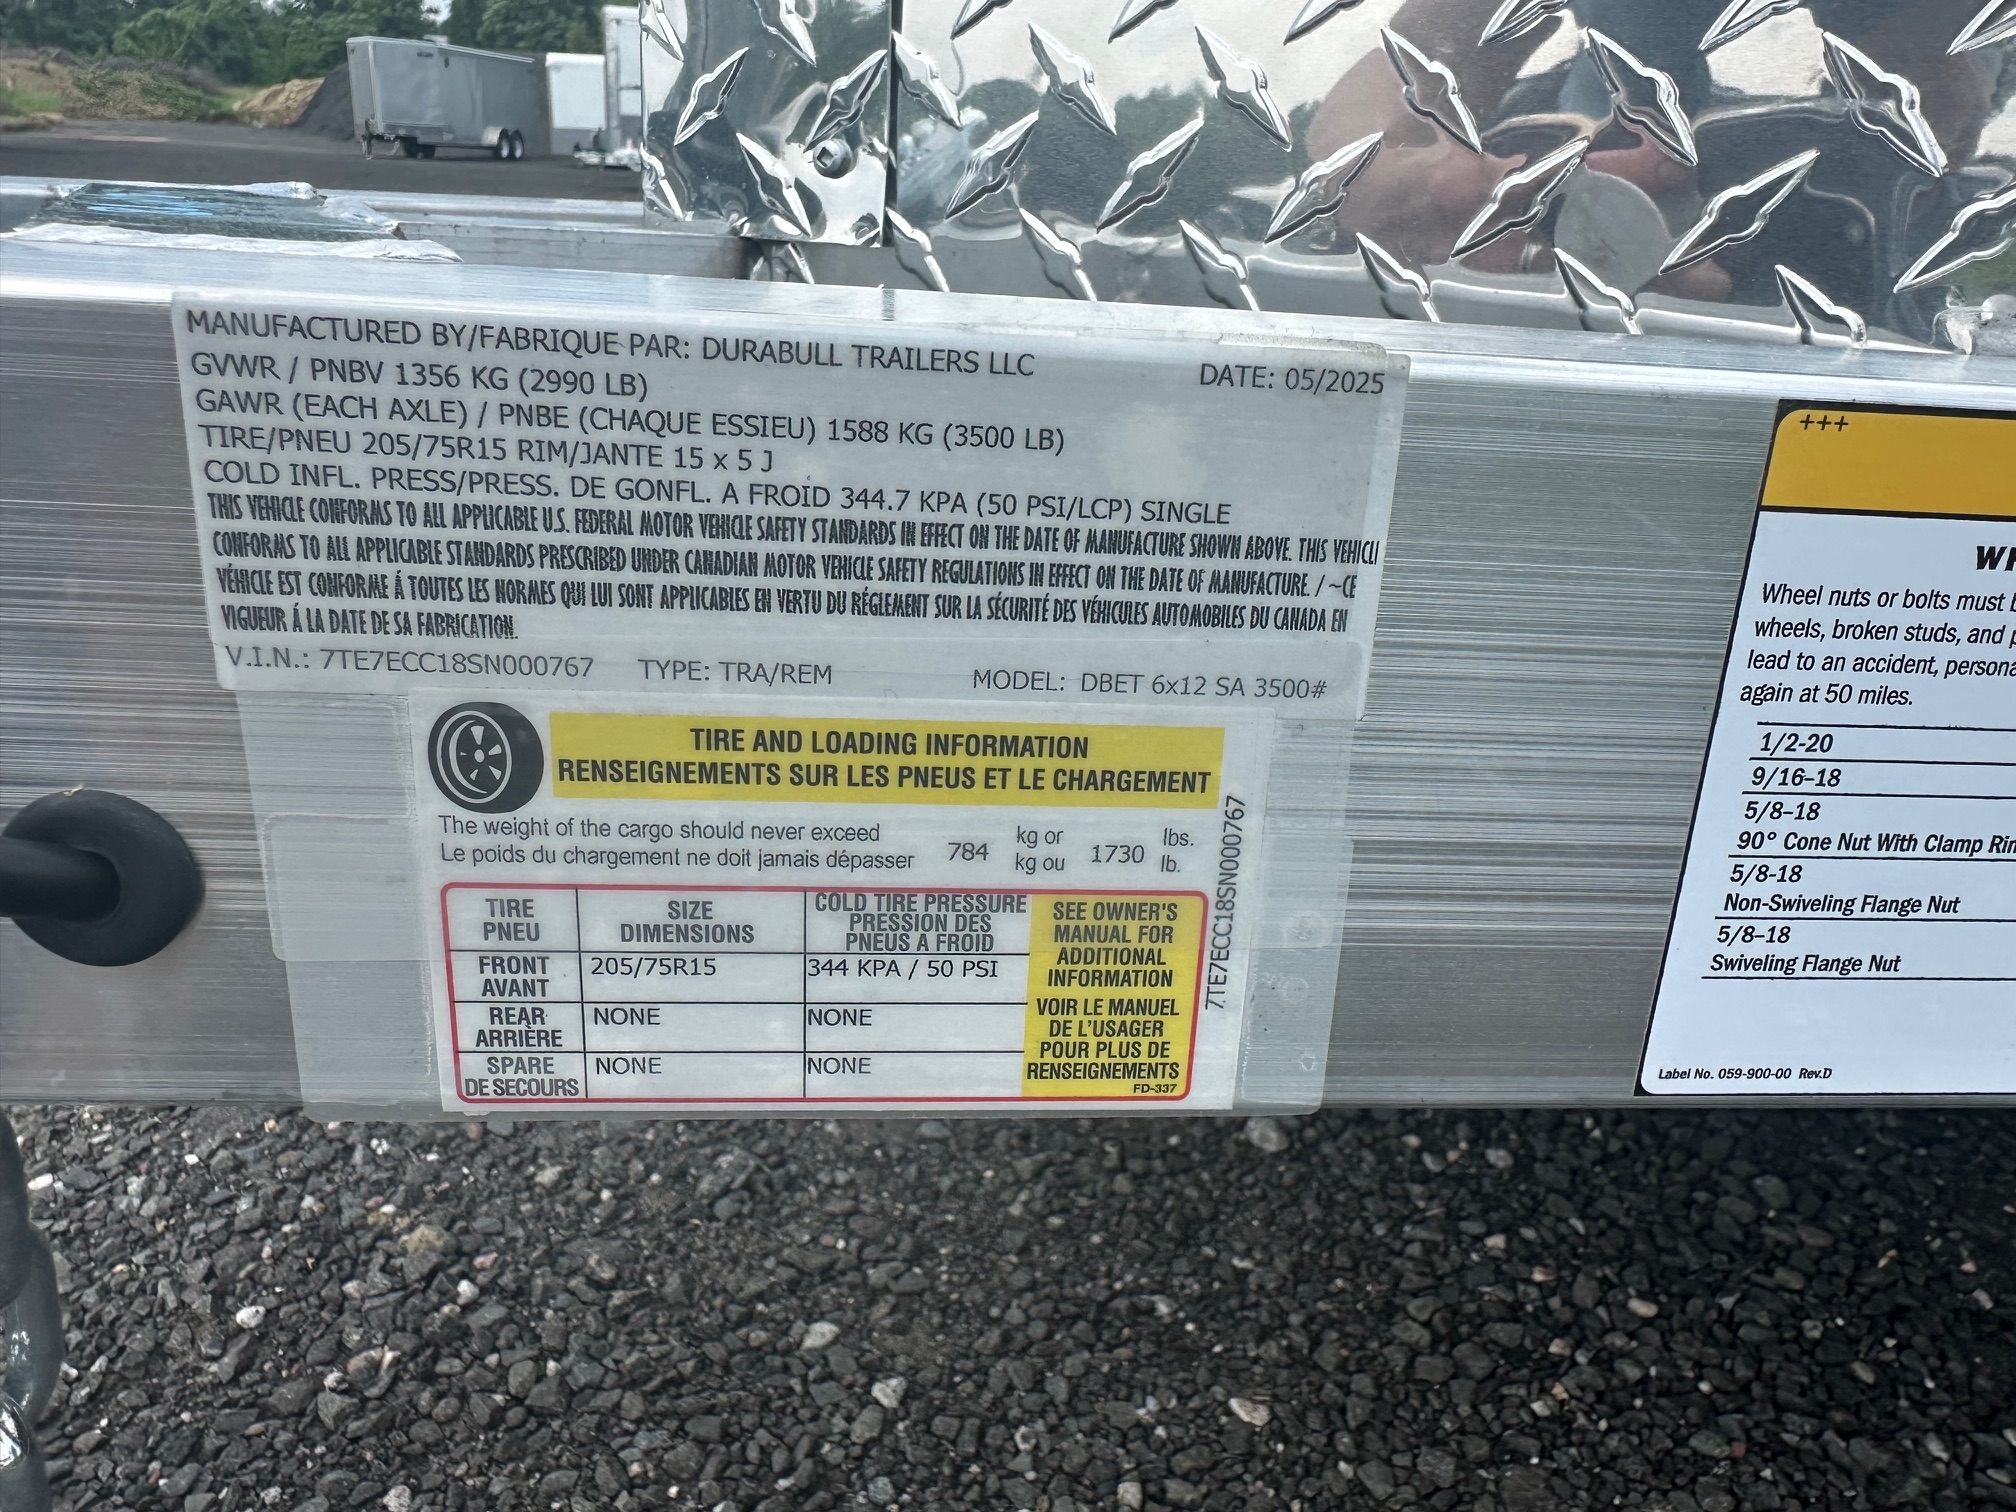 MANUFACTURED BY/FABRIQUE PAR: DURABULL TRAILERS LLC DATE: 05/2025
GVWR / PNBV 1356 KG (2990 LB)
GAWR (EACH AXLE) / PNBE (CHAQUE ESSIEU) 1588 KG (3500 LB)
TIRE/PNEU 205/75R15 RIM/JANTE 15 x 5 J
COLD INFL. PRESS/PRESS. DE GONFL. A FROID 344.7 KPA (50 PSI/LCP) SINGLE
THIS VEHICLE CONFORMS TO ALL APPLICABLE U.S. FEDERAL MOTOR VEHICLE SAFETY STANDARDS IN EFFECT ON THE DATE OF MANUFACTURE SHOWN ABOVE. THIS VEHICL
CONFORMS TO ALL APPLICABLE STANDARDS PRESCRIBED UNDER CANADIAN MOTOR VEHICLE SAFETY REGULATIONS IN EFFECT ON THE DATE OF MANUFACTURE. / ~CE
VÉHICLE EST CONFORME Á TOUTES LES NORMES QUI LUI SONT APPLICABLES EN VERTU DU RÉGLEMENT SUR LA SÉCURITÉ DES VÉHICULES AUTOMOBILES DU CANADA EN
VIGUEUR Á LA DATE DE SA FABRICATION.
V.I.N.: 7TE7ECC18SN000767 TYPE: TRA/REM MODEL: DBET 6x12 SA 3500#
TIRE AND LOADING INFORMATION
RENSEIGNEMENTS SUR LES PNEUS ET LE CHARGEMENT
The weight of the cargo should never exceed 784 kg or 1730 lbs.
Le poids du chargement ne doit jamais dépasser kg ou lb.
TIRE SIZE COLD TIRE PRESSURE
PNEU DIMENSIONS PRESSION DES
PNEUS A FROID
FRONT 205/75R15 344 KPA / 50 PSI
AVANT
REAR NONE NONE
ARRIÈRE
SPARE NONE NONE
DE SECOURS
SEE OWNER'S
MANUAL FOR
ADDITIONAL
INFORMATION
VOIR LE MANUEL
DE L'USAGER
POUR PLUS DE
RENSEIGNEMENTS
FD-337
7TE7ECC18SN000767
+++
Wheel nuts or bolts must
wheels, broken studs, and
lead to an accident,
again at 50 miles.
1/2-20
9/16-18
5/8-18
90° Cone Nut With Clamp
5/8-18
Non-Swiveling Flange Nut
5/8-18
Swiveling Flange Nut
Label No. 059-900-00 Rev.D